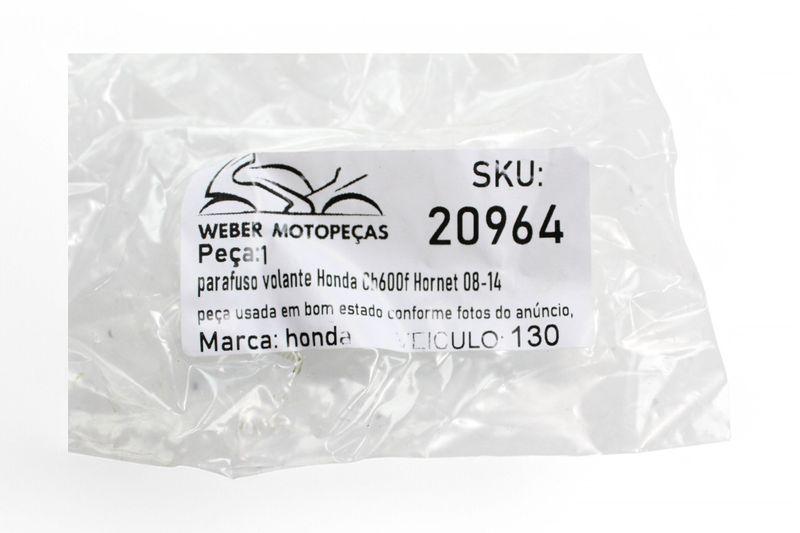 SKU:
20964
WEBER MOTOPEÇAS
Peça:1
parafuso volante Honda Cb600f Hornet 08-14
peça usada em bom estado conforme fotos do anúncio,
Marca: honda VEICULO: 130